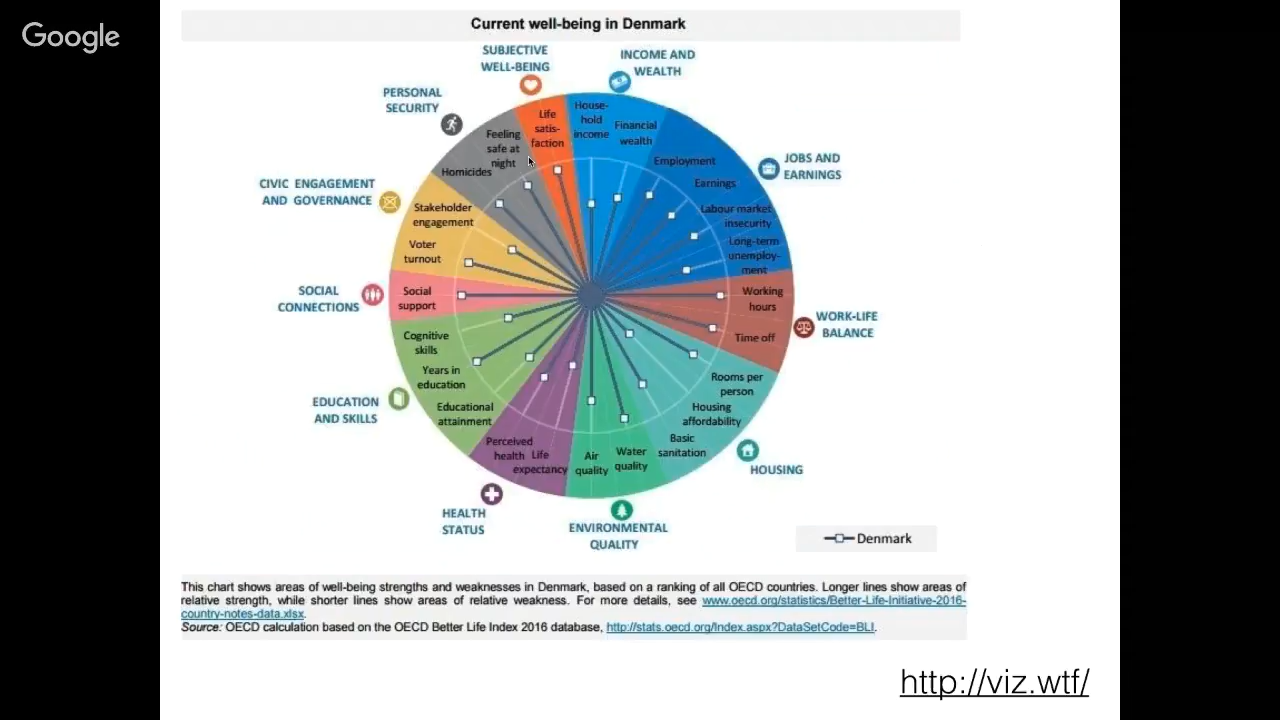 Google
Current well-being in Denmark
SUBJECTIVE
WELL-BEING
INCOME AND
WEALTH
PERSONAL
SECURITY
JOBS AND
EARNINGS
CIVIC ENGAGEMENT
AND GOVERNANCE
SOCIAL
CONNECTIONS
WORK-LIFE
BALANCE
EDUCATION
AND SKILLS
HOUSING
HEALTH
STATUS
ENVIRONMENTAL
QUALITY
Life
satis-
faction
House-
hold
income
Financial
wealth
Employment
Earnings
Labour market
insecurity
Long-term
unemploy-
ment
Working
hours
Time off
Rooms per
person
Housing
affordability
Basic
sanitation
Water
quality
Air
quality
Life
expectancy
Perceived
health
Educational
attainment
Years in
education
Cognitive
skills
Social
support
Voter
turnout
Stakeholder
engagement
Homicides
Feeling
safe at
night
Denmark
This chart shows areas of well-being strengths and weaknesses in Denmark, based on a ranking of all OECD countries. Longer lines show areas of
relative strength, while shorter lines show areas of relative weakness. For more details, see www.oecd.org/statistics/Better-Life-Initiative-2016-
country-notes-data.xlsx.
Source: OECD calculation based on the OECD Better Life Index 2016 database, http://stats.oecd.org/Index.aspx?DataSetCode=BLI.
http://viz.wtf/